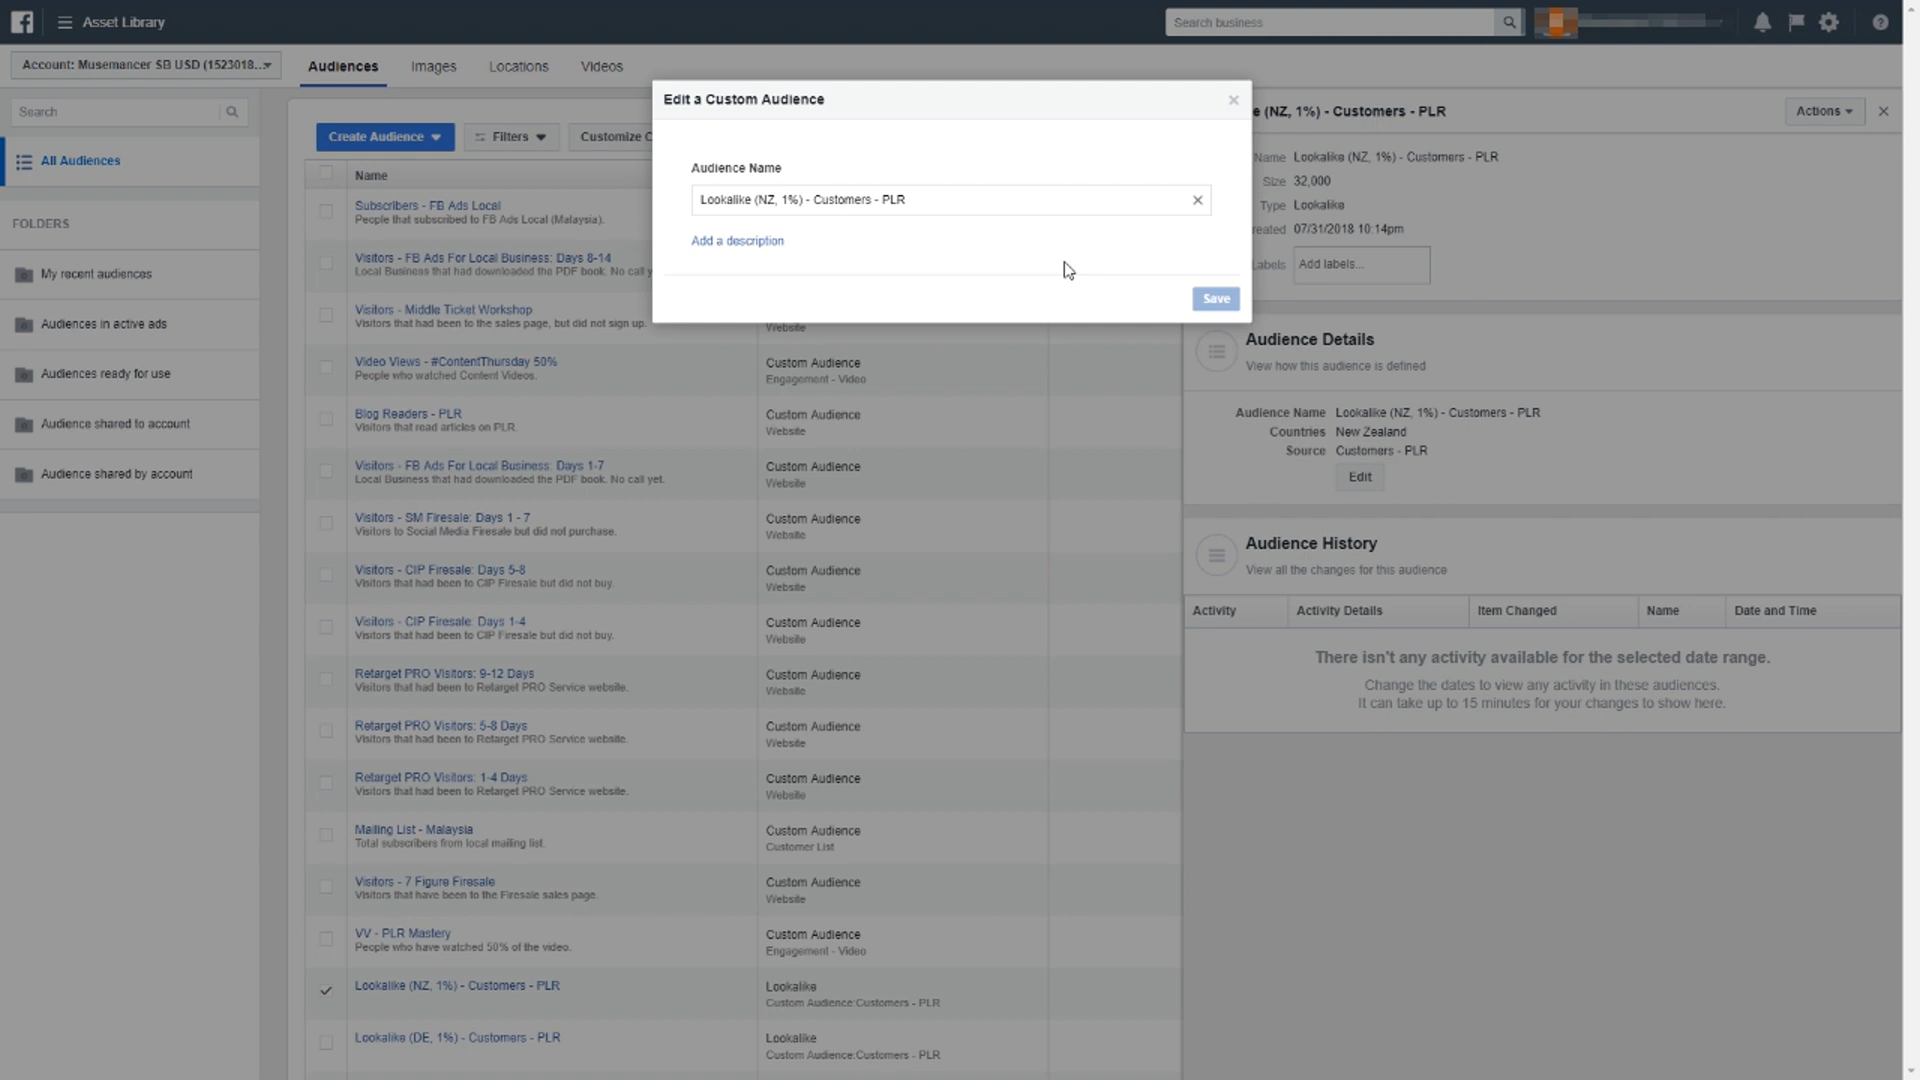 Asset Library
Search business
Account: Musemancer SB USD (1523018...
Audiences
Images
Locations
Videos
Search
All Audiences
FOLDERS
My recent audiences
Audiences in active ads
Audiences ready for use
Audience shared to account
Audience shared by account
Create Audience
Filters
Customize C
Name
Subscribers - FB Ads Local
People that subscribed to FB Ads Local (Malaysia).
Visitors - FB Ads For Local Business: Days 8-14
Local Business that had downloaded the PDF book. No call y
Visitors - Middle Ticket Workshop
Visitors that had been to the sales page, but did not sign up.
Website
Video Views - #ContentThursday 50%
People who watched Content Videos.
Custom Audience
Engagement - Video
Blog Readers - PLR
Visitors that read articles on PLR.
Custom Audience
Website
Visitors - FB Ads For Local Business: Days 1-7
Local Business that had downloaded the PDF book. No call yet.
Custom Audience
Website
Visitors - SM Firesale: Days 1 - 7
Visitors to Social Media Firesale but did not purchase.
Custom Audience
Website
Visitors - CIP Firesale: Days 5-8
Visitors that had been to CIP Firesale but did not buy.
Custom Audience
Website
Visitors - CIP Firesale: Days 1-4
Visitors that had been to CIP Firesale but did not buy.
Custom Audience
Website
Retarget PRO Visitors: 9-12 Days
Visitors that had been to Retarget PRO Service website.
Custom Audience
Website
Retarget PRO Visitors: 5-8 Days
Visitors that had been to Retarget PRO Service website.
Custom Audience
Website
Retarget PRO Visitors: 1-4 Days
Visitors that had been to Retarget PRO Service website.
Custom Audience
Website
Mailing List - Malaysia
Total subscribers from local mailing list.
Custom Audience
Customer List
Visitors - 7 Figure Firesale
Visitors that have been to the Firesale sales page.
Custom Audience
Website
VV - PLR Mastery
People who have watched 50% of the video.
Custom Audience
Engagement - Video
Lookalike (NZ, 1%) - Customers - PLR
Lookalike
Custom Audience:Customers - PLR
Lookalike (DE, 1%) - Customers - PLR
Lookalike
Custom Audience:Customers - PLR
Edit a Custom Audience
Audience Name
Lookalike (NZ, 1%) - Customers - PLR
Add a description
Save
e (NZ, 1%) - Customers - PLR
Actions
Name Lookalike (NZ, 1%) - Customers - PLR
Size 32,000
Type Lookalike
reated 07/31/2018 10:14pm
Labels Add labels...
Audience Details
View how this audience is defined
Audience Name Lookalike (NZ, 1%) - Customers - PLR
Countries New Zealand
Source Customers - PLR
Edit
Audience History
View all the changes for this audience
Activity
Activity Details
Item Changed
Name
Date and Time
There isn't any activity available for the selected date range.
Change the dates to view any activity in these audiences.
It can take up to 15 minutes for your changes to show here.